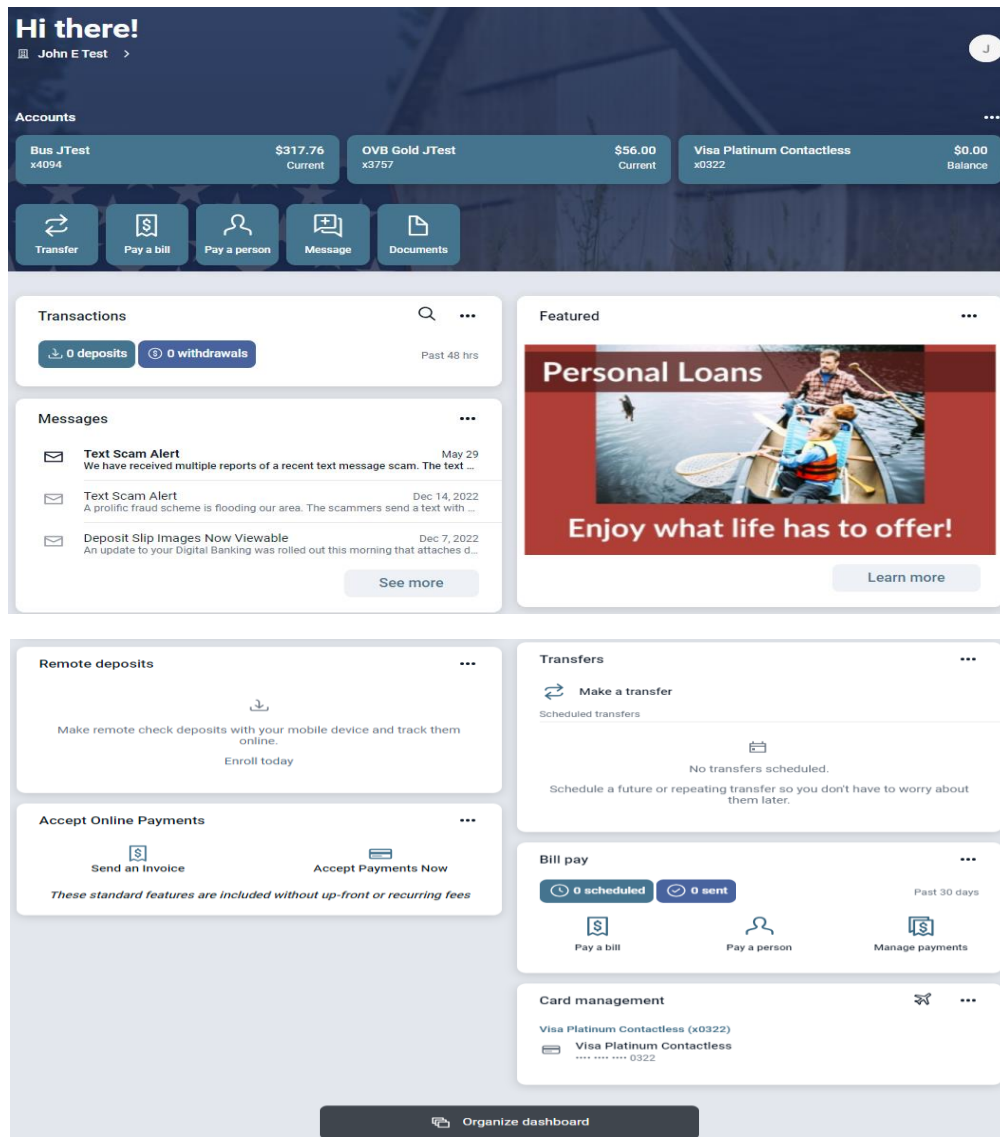 Hi there!
John E Test >
J
Accounts
Bus JTest $317.76
x4094 Current
OVB Gold JTest $56.00
x3757 Current
Visa Platinum Contactless $0.00
x0322 Balance
Transfer
Pay a bill
Pay a person
Message
Documents
Transactions
0 deposits
0 withdrawals
Past 48 hrs
Messages
Text Scam Alert May 29
We have received multiple reports of a recent text message scam. The text ...
Text Scam Alert Dec 14, 2022
A prolific fraud scheme is flooding our area. The scammers send a text with ...
Deposit Slip Images Now Viewable Dec 7, 2022
An update to your Digital Banking was rolled out this morning that attaches d...
See more
Featured
Personal Loans
Enjoy what life has to offer!
Learn more
Remote deposits
Make remote check deposits with your mobile device and track them
online.
Enroll today
Accept Online Payments
Send an Invoice
Accept Payments Now
These standard features are included without up-front or recurring fees
Transfers
Make a transfer
Scheduled transfers
No transfers scheduled.
Schedule a future or repeating transfer so you don't have to worry about
them later.
Bill pay
0 scheduled
0 sent
Past 30 days
Pay a bill
Pay a person
Manage payments
Card management
Visa Platinum Contactless (x0322)
Visa Platinum Contactless
•••• •••• •••• 0322
Organize dashboard